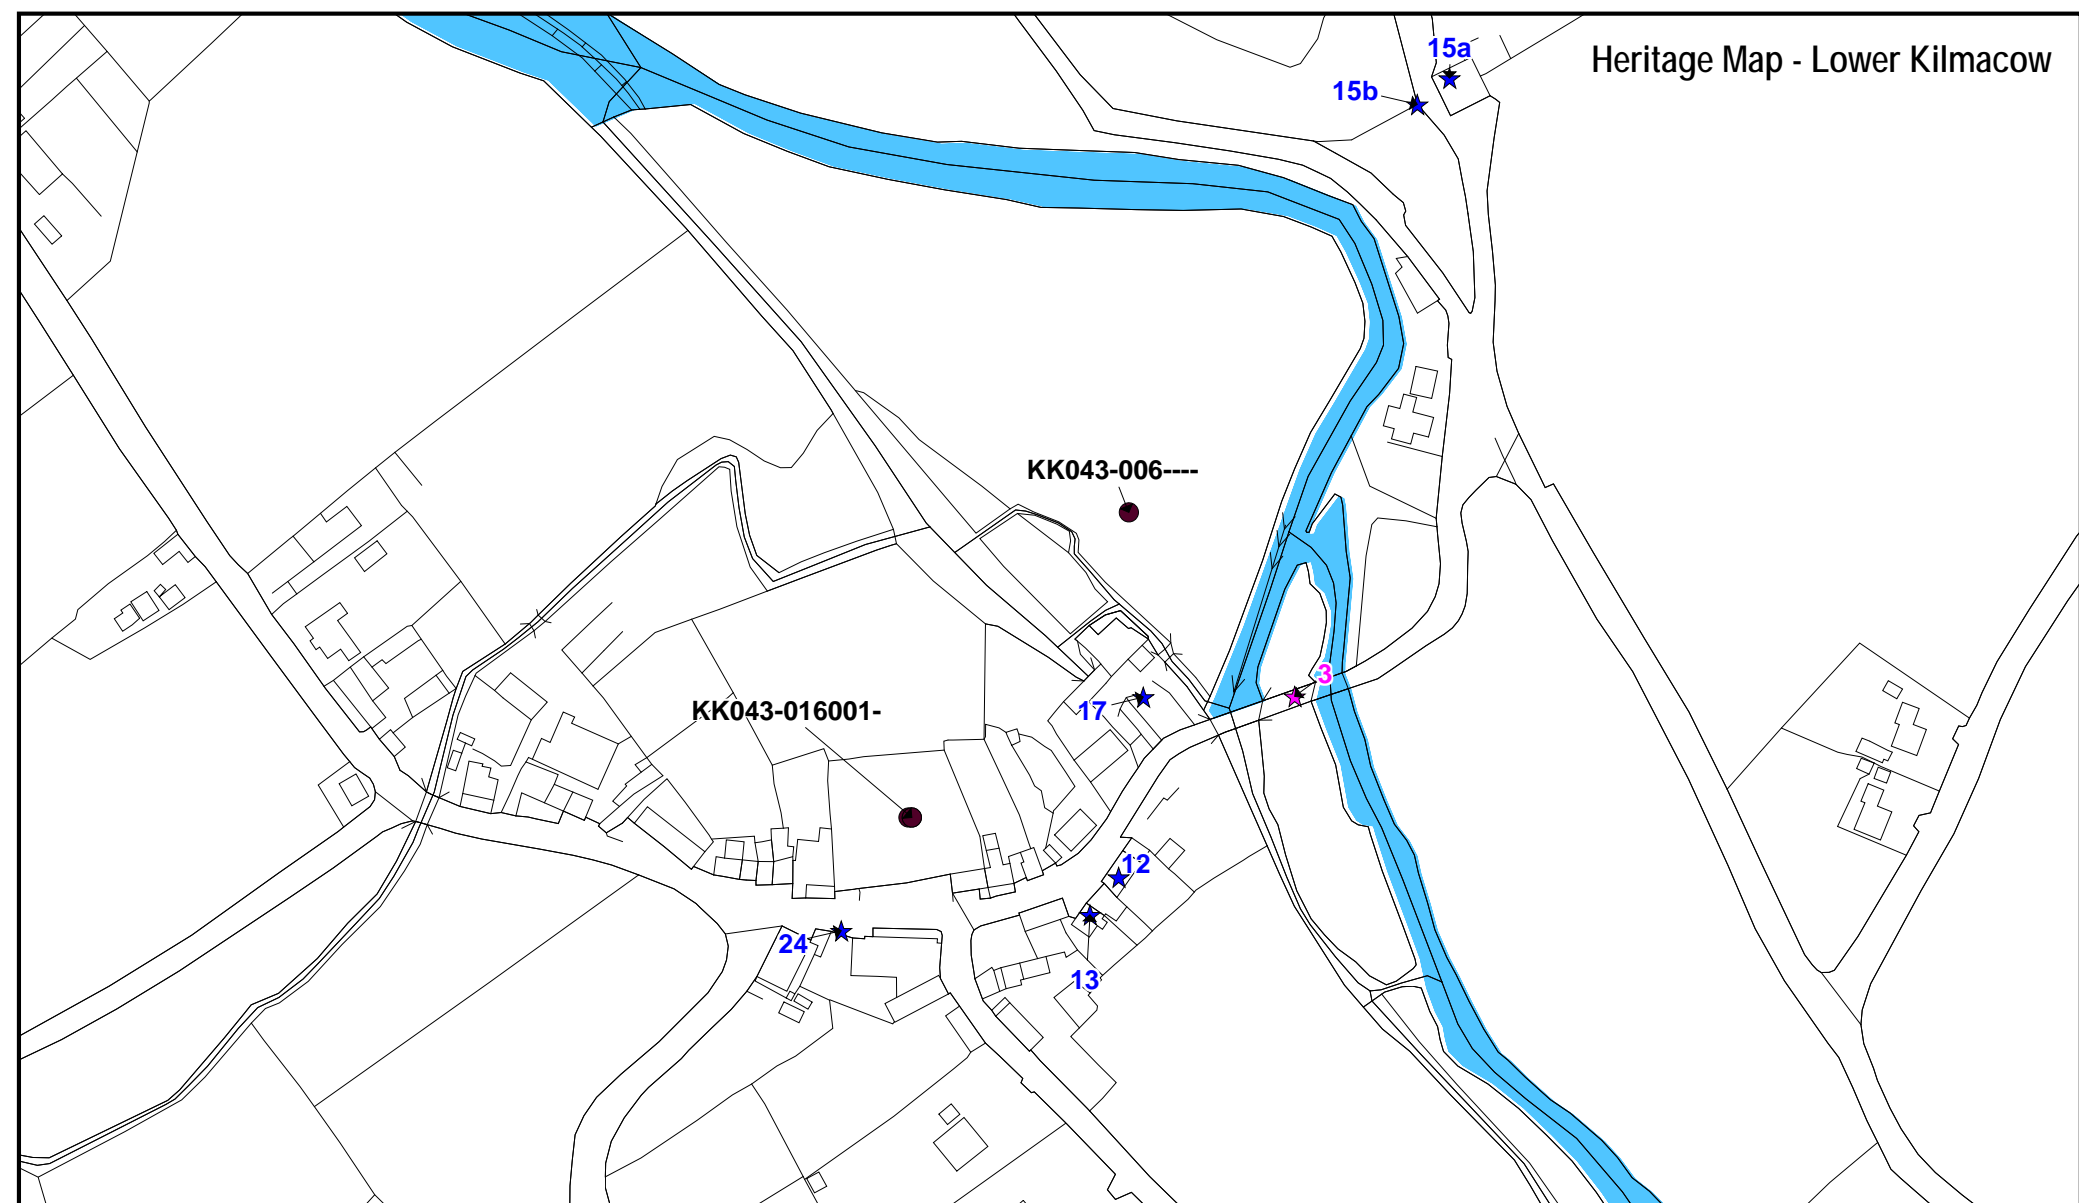 15a
Heritage Map - Lower Kilmacow
15b
KK043-006----
3
KK043-016001-
17
12
24
13